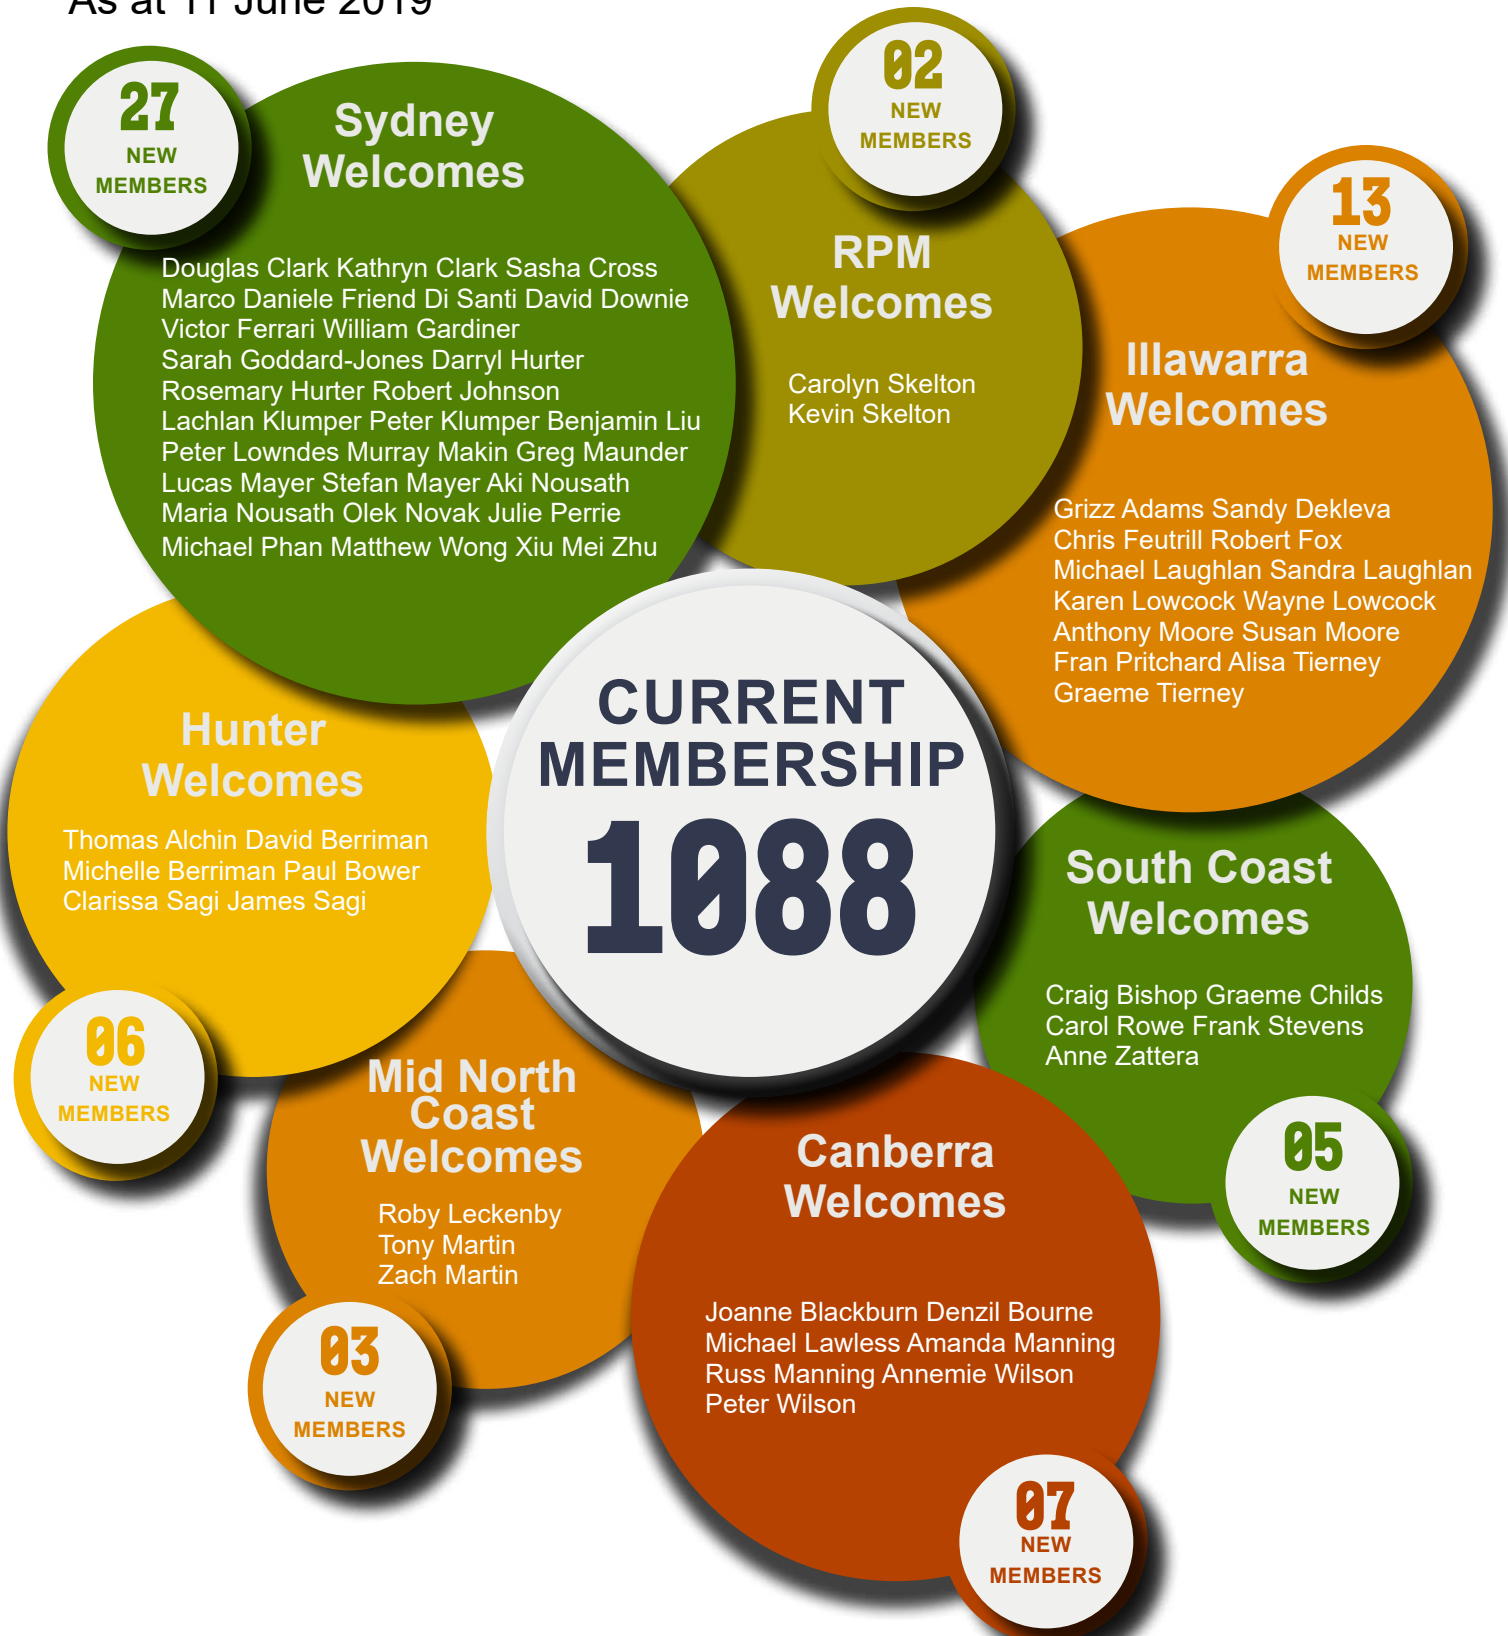 As at 11 June 2019
27
NEW
MEMBERS
Sydney
Welcomes
Douglas Clark Kathryn Clark Sasha Cross
Marco Daniele Friend Di Santi David Downie
Victor Ferrari William Gardiner
Sarah Goddard-Jones Darryl Hurter
Rosemary Hurter Robert Johnson
Lachlan Klumper Peter Klumper Benjamin Liu
Peter Lowndes Murray Makin Greg Maunder
Lucas Mayer Stefan Mayer Aki Nousath
Maria Nousath Olek Novak Julie Perrie
Michael Phan Matthew Wong Xiu Mei Zhu
02
NEW
MEMBERS
RPM
Welcomes
Carolyn Skelton
Kevin Skelton
13
NEW
MEMBERS
Illawarra
Welcomes
Grizz Adams Sandy Dekleva
Chris Feutrill Robert Fox
Michael Laughlan Sandra Laughlan
Karen Lowcock Wayne Lowcock
Anthony Moore Susan Moore
Fran Pritchard Alisa Tierney
Graeme Tierney
CURRENT
MEMBERSHIP
1088
Hunter
Welcomes
Thomas Alchin David Berriman
Michelle Berriman Paul Bower
Clarissa Sagi James Sagi
06
NEW
MEMBERS
South Coast
Welcomes
Craig Bishop Graeme Childs
Carol Rowe Frank Stevens
Anne Zattera
05
NEW
MEMBERS
Mid North
Coast
Welcomes
Roby Leckenby
Tony Martin
Zach Martin
03
NEW
MEMBERS
Canberra
Welcomes
Joanne Blackburn Denzil Bourne
Michael Lawless Amanda Manning
Russ Manning Annemie Wilson
Peter Wilson
07
NEW
MEMBERS